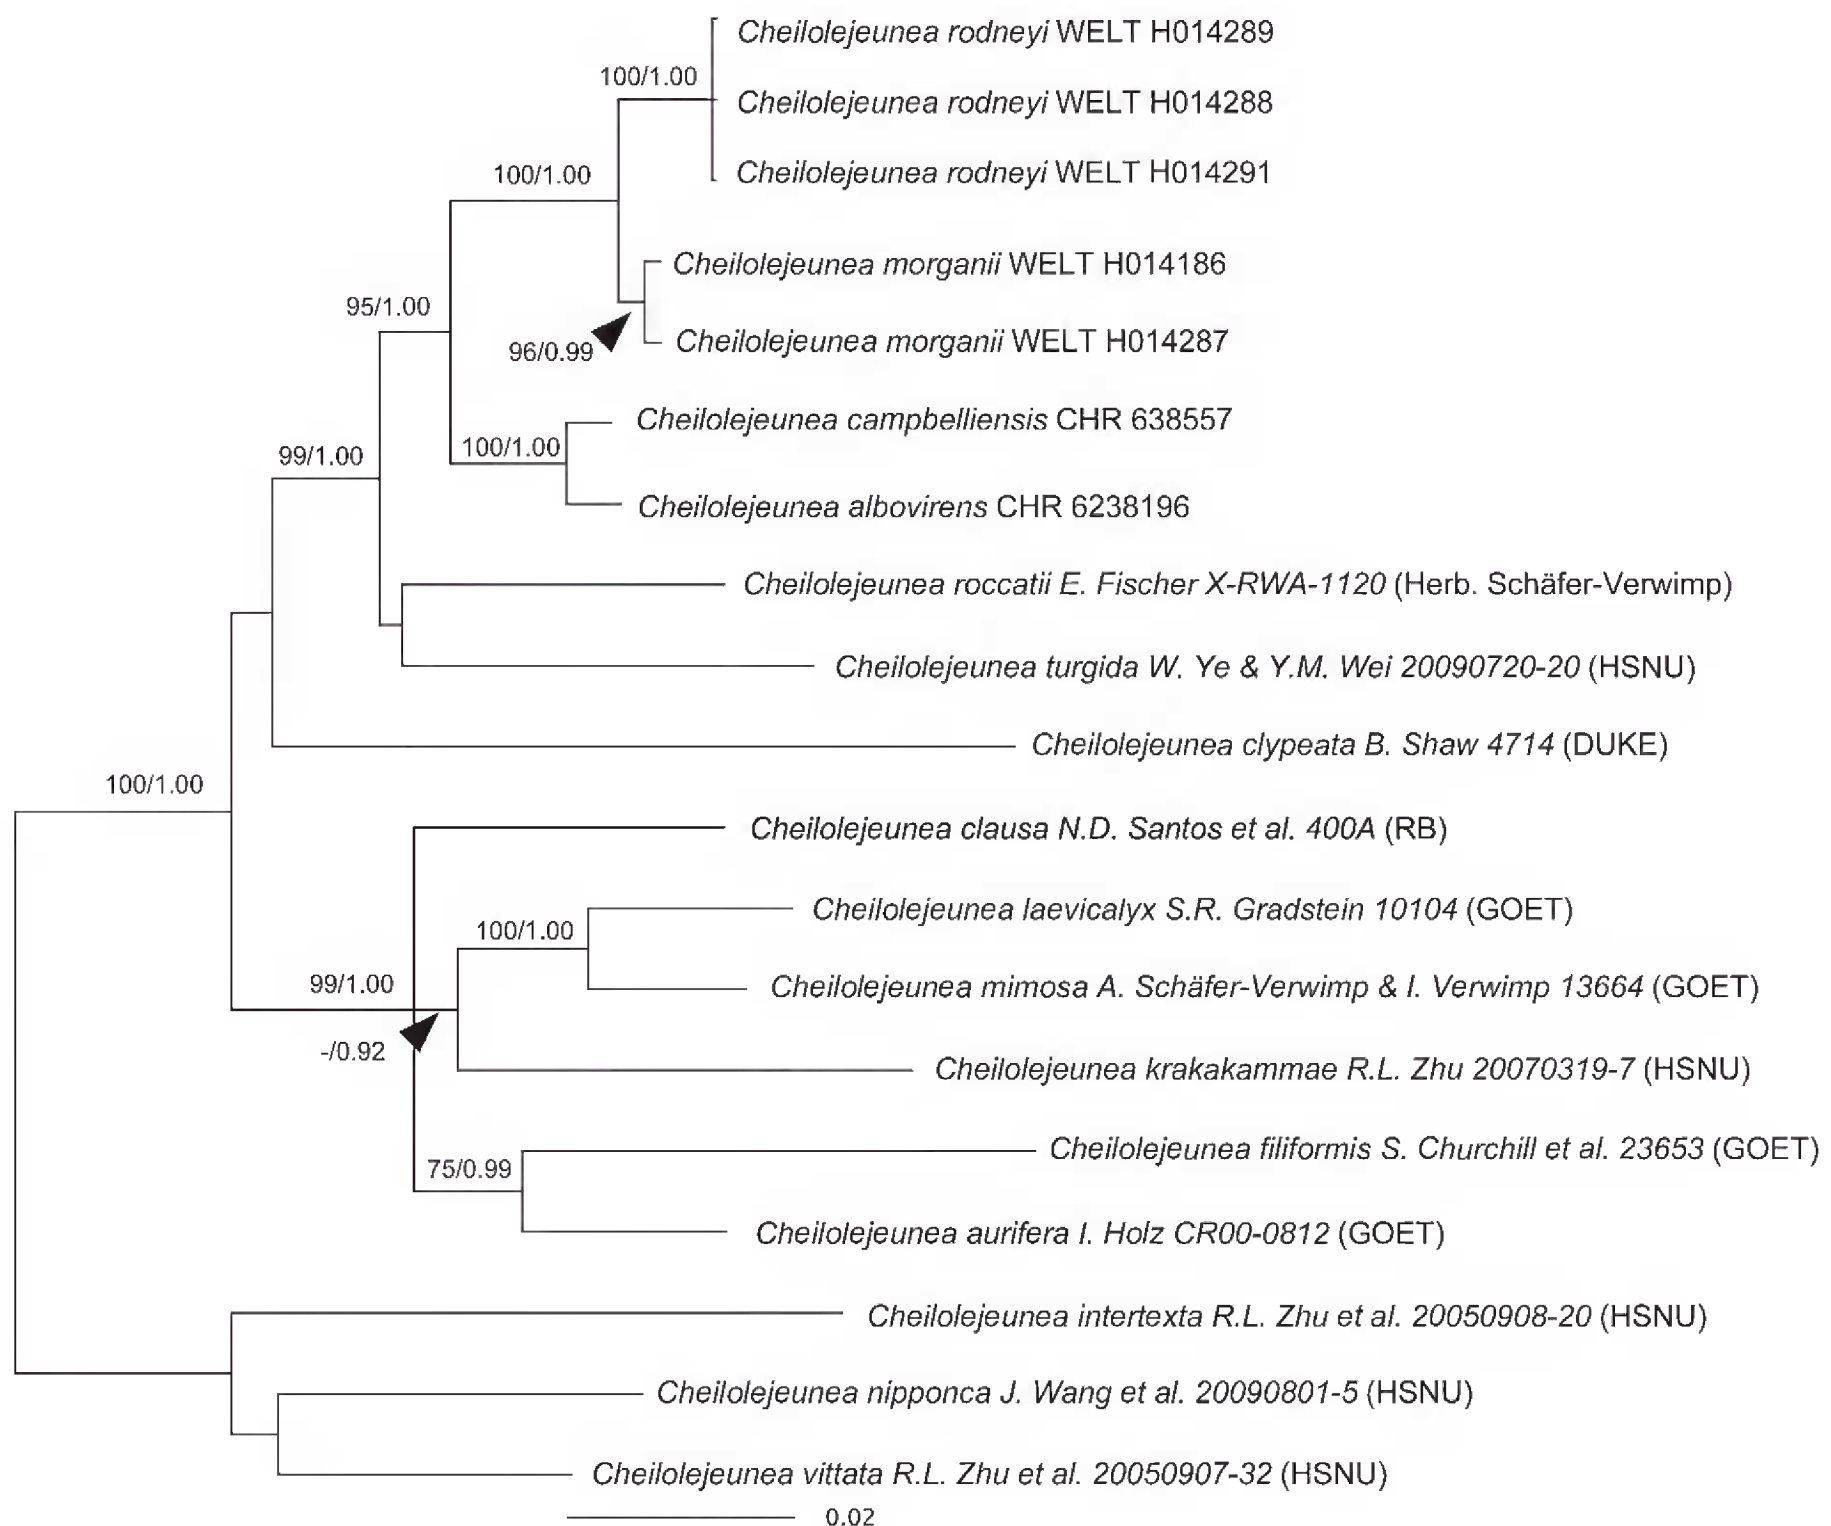 Cheilolejeunea rodneyi WELT H014289
100/1.00
Cheilolejeunea rodneyi WELT H014288
Cheilolejeunea rodneyi WELT H014291
100/1.00
Cheilolejeunea morganii WELT H014186
95/1.00
96/0.99
Cheilolejeunea morganii WELT H014287
Cheilolejeunea campbelliensis CHR 638557
100/1.00
99/1.00
Cheilolejeunea albovirens CHR 6238196
Cheilolejeunea roccatii E. Fischer X-RWA-1120 (Herb. Schäfer-Verwimp)
Cheilolejeunea turgida W. Ye & Y.M. Wei 20090720-20 (HSNU)
Cheilolejeunea clypeata B. Shaw 4714 (DUKE)
100/1.00
Cheilolejeunea clausa N.D. Santos et al. 400A (RB)
Cheilolejeunea laevicalyx S.R. Gradstein 10104 (GOET)
100/1.00
99/1.00
Cheilolejeunea mimosa A. Schäfer-Verwimp & I. Verwimp 13664 (GOET)
-/0.92
Cheilolejeunea krakakammae R.L. Zhu 20070319-7 (HSNU)
Cheilolejeunea filiformis S. Churchill et al. 23653 (GOET)
75/0.99
Cheilolejeunea aurifera I. Holz CR00-0812 (GOET)
Cheilolejeunea intertexta R.L. Zhu et al. 20050908-20 (HSNU)
Cheilolejeunea nipponca J. Wang et al. 20090801-5 (HSNU)
Cheilolejeunea vittata R.L. Zhu et al. 20050907-32 (HSNU)
0.02